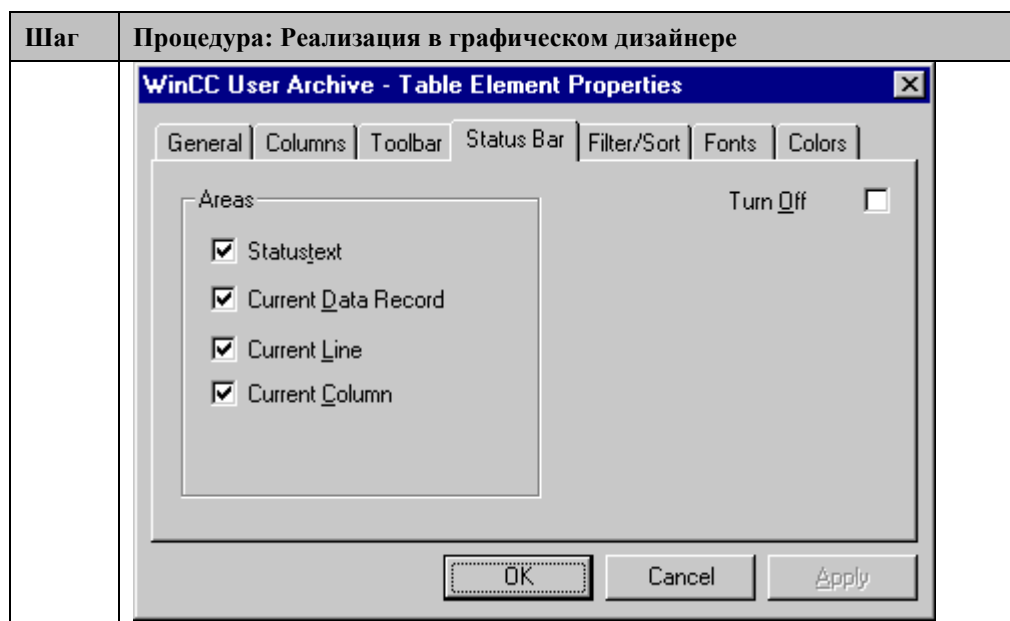 Шаг Процедура: Реализация в графическом дизайнере
WinCC User Archive - Table Element Properties
General Columns Toolbar Status Bar Filter/Sort Fonts Colors
Areas
Turn Off
Statustext
Current Data Record
Current Line
Current Column
OK Cancel Apply